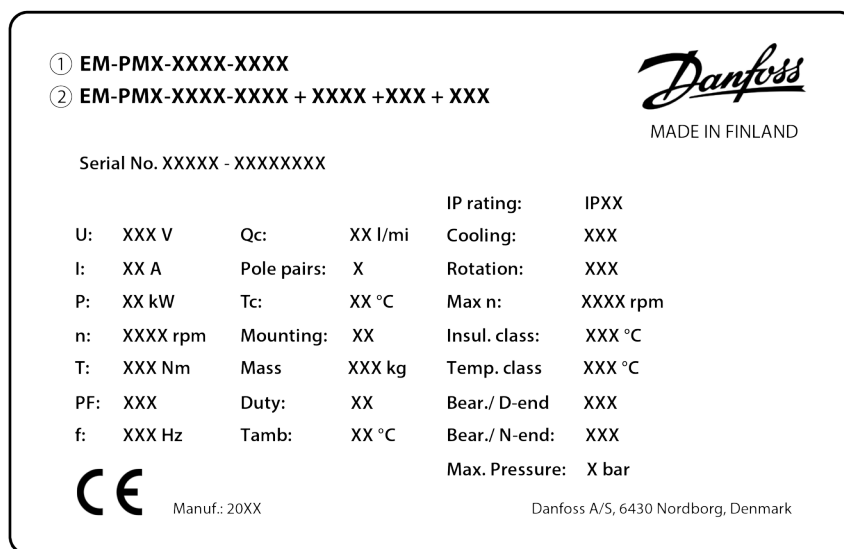 ① EM-PMX-XXXX-XXXX
② EM-PMX-XXXX-XXXX + XXXX +XXX + XXX
Danfoss
MADE IN FINLAND
Serial No. XXXXX - XXXXXXXX
IP rating: IPXX
U: XXX V Qc: XX l/mi Cooling: XXX
I: XX A Pole pairs: X Rotation: XXX
P: XX kW Tc: XX °C Max n: XXXX rpm
n: XXXX rpm Mounting: XX Insul. class: XXX °C
T: XXX Nm Mass XXX kg Temp. class XXX °C
PF: XXX Duty: XX Bear./ D-end XXX
f: XXX Hz Tamb: XX °C Bear./ N-end: XXX
Max. Pressure: X bar
CE Manuf.: 20XX Danfoss A/S, 6430 Nordborg, Denmark